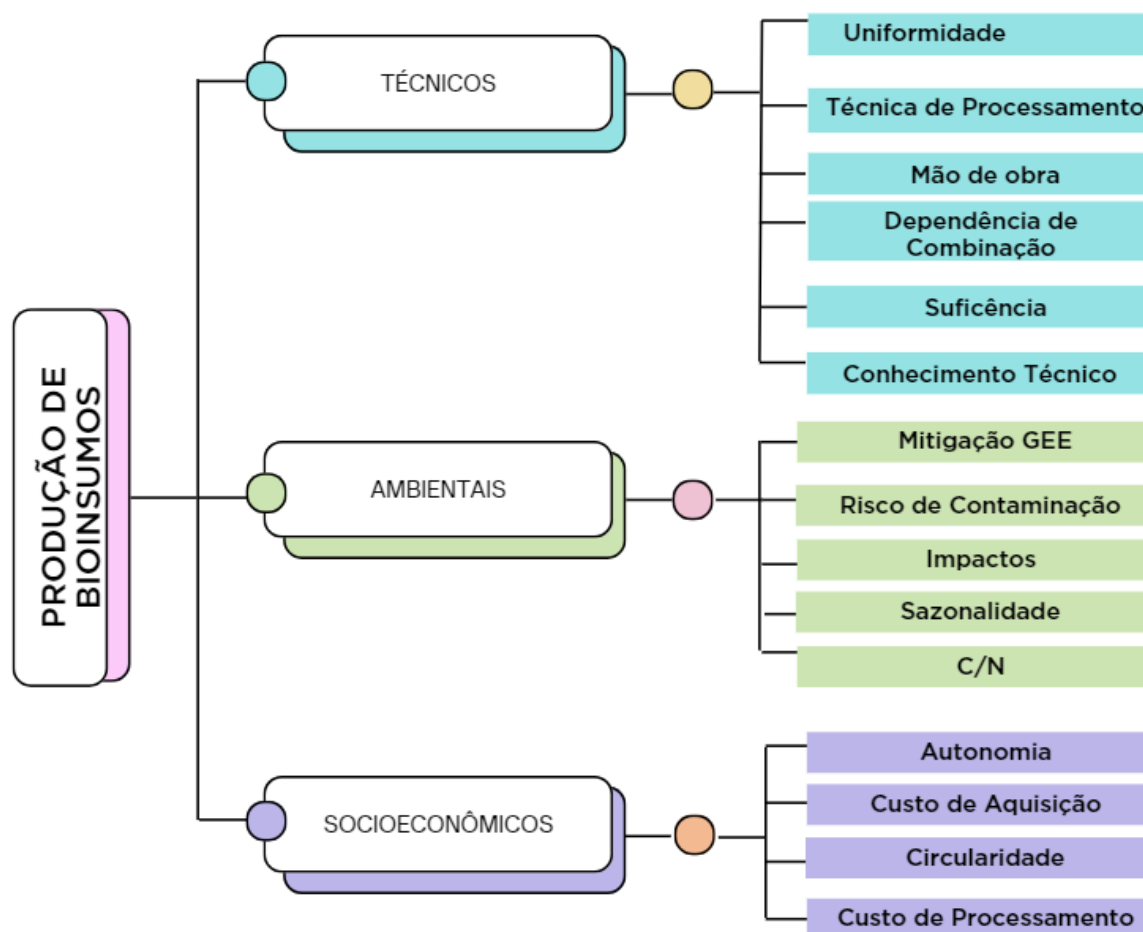 PRODUÇÃO DE
BIOINSUMOS
TÉCNICOS
Uniformidade
Técnica de Processamento
Mão de obra
Dependência de
Combinação
Suficência
Conhecimento Técnico
AMBIENTAIS
Mitigação GEE
Risco de Contaminação
Impactos
Sazonalidade
C/N
SOCIOECONÔMICOS
Autonomia
Custo de Aquisição
Circularidade
Custo de Processamento